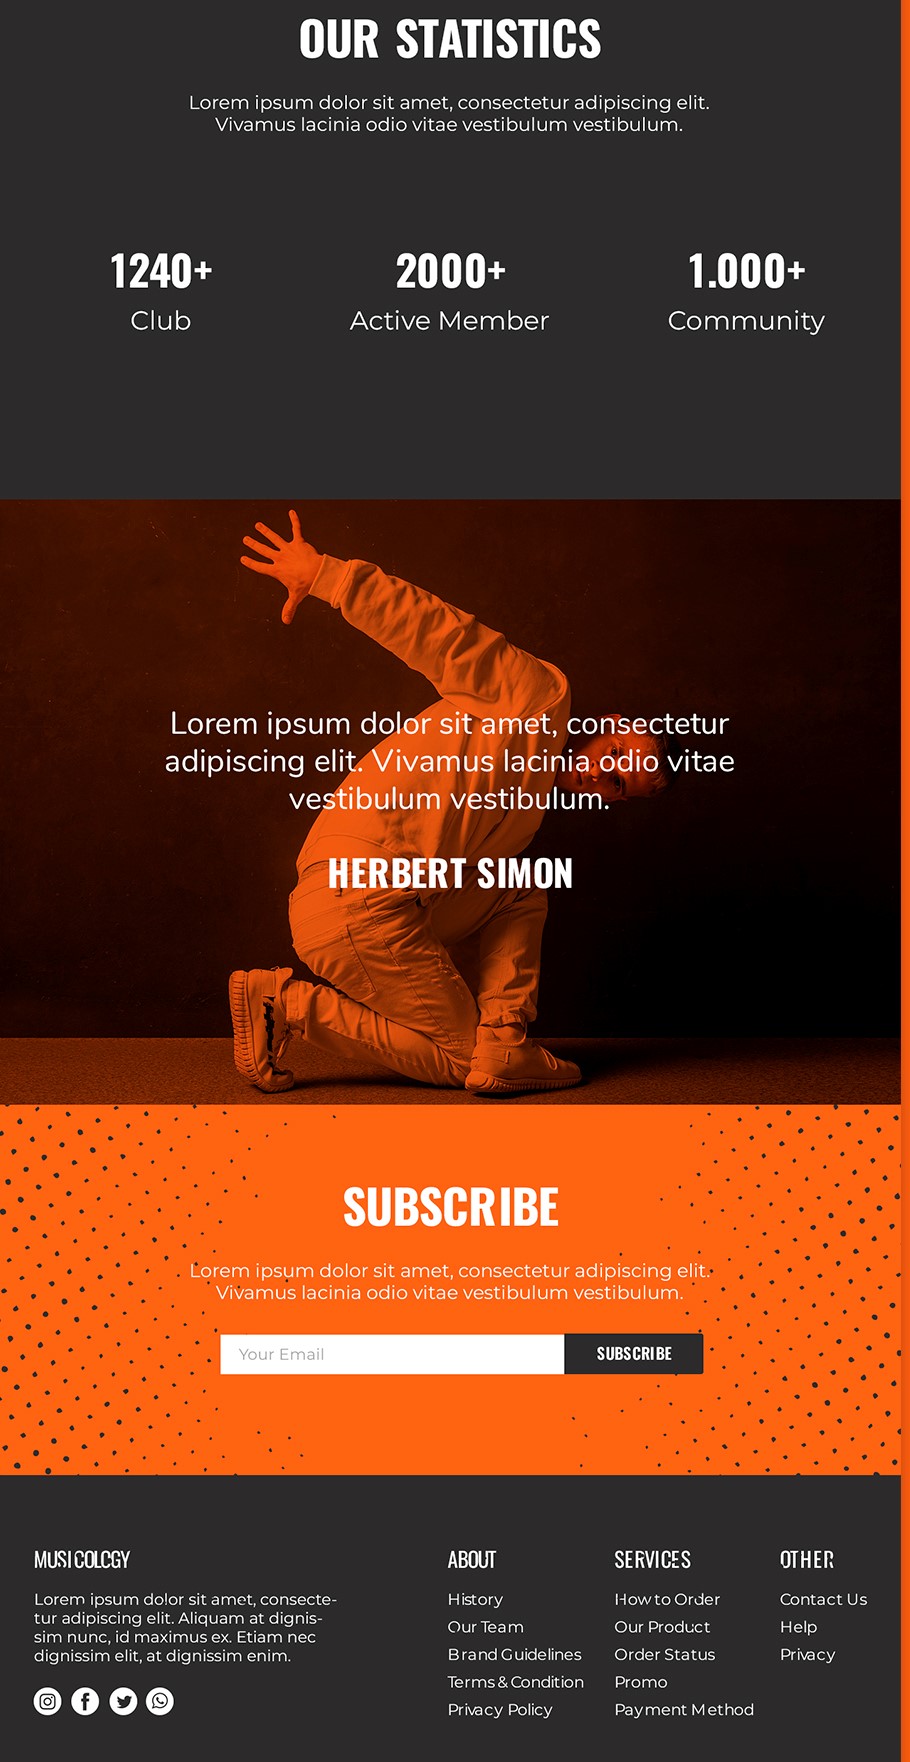 OUR STATISTICS
Lorem ipsum dolor sit amet, consectetur adipiscing elit.
Vivamus lacinia odio vitae vestibulum vestibulum.
1240+
Club
2000+
Active Member
1.000+
Community
Lorem ipsum dolor sit amet, consectetur
adipiscing elit. Vivamus lacinia odio vitae
vestibulum vestibulum.
HERBERT SIMON
SUBSCRIBE
Lorem ipsum dolor sit amet, consectetur adipiscing elit.
Vivamus lacinia odio vitae vestibulum vestibulum.
Your Email
SUBSCRIBE
MUSICOLOGY
Lorem ipsum dolor sit amet, consecte-
tur adipiscing elit. Aliquam at dignis-
sim nunc, id maximus ex. Etiam nec
dignissim elit, at dignissim enim.
ABOUT
History
Our Team
Brand Guidelines
Terms & Condition
Privacy Policy
SERVICES
How to Order
Our Product
Order Status
Promo
Payment Method
OTHER
Contact Us
Help
Privacy